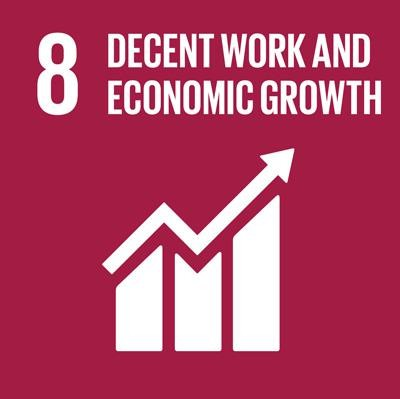 8 DECENT WORK AND
ECONOMIC GROWTH